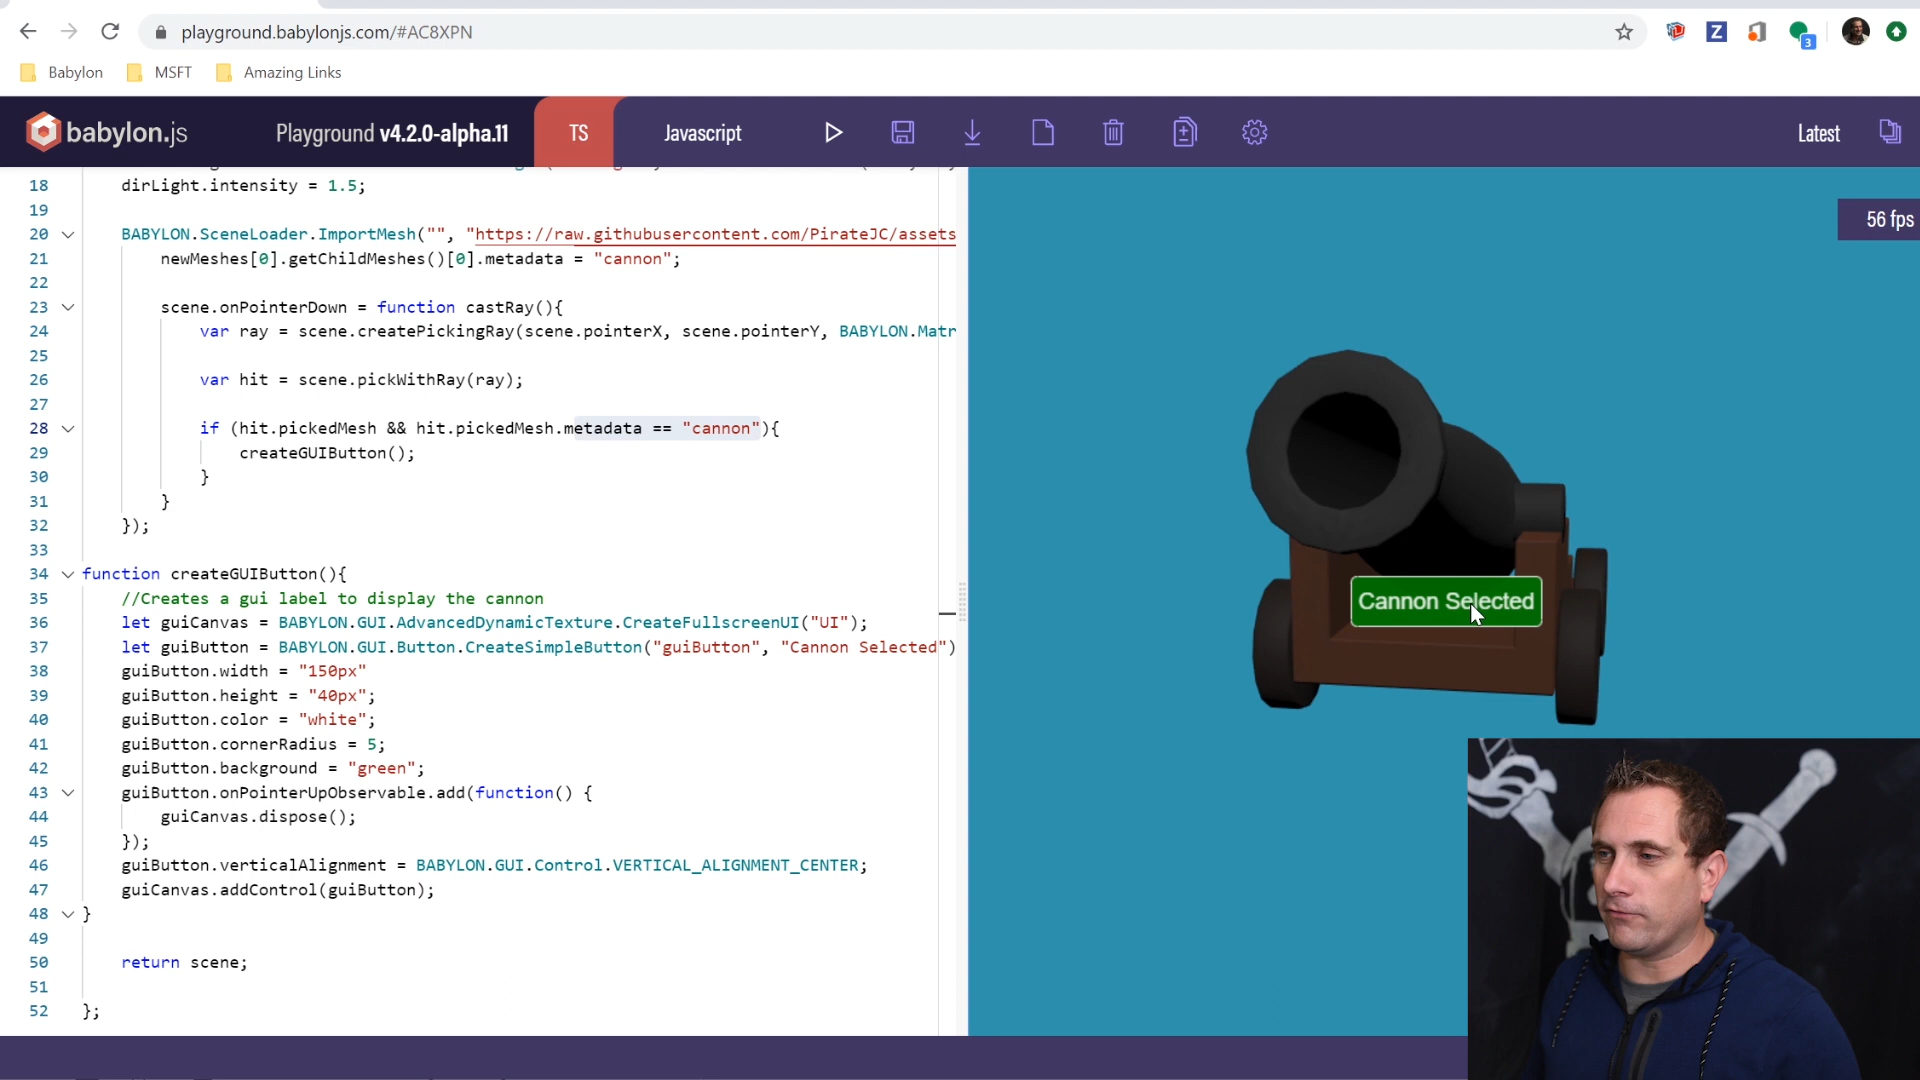 playground.babylonjs.com/#AC8XPN
3
Babylon MSFT Amazing Links
babylon.js Playground v4.2.0-alpha.11 TS Javascript Latest
18 dirLight.intensity = 1.5;
19
20 BABYLON.SceneLoader.ImportMesh("", "https://raw.githubusercontent.com/PirateJC/assets
21 newMeshes[0].getChildMeshes()[0].metadata = "cannon";
22
23 scene.onPointerDown = function castRay(){
24 var ray = scene.createPickingRay(scene.pointerX, scene.pointerY, BABYLON.Matr
25
26 var hit = scene.pickWithRay(ray);
27
28 if (hit.pickedMesh && hit.pickedMesh.metadata == "cannon"){
29 createGUIButton();
30 }
31 }
32 });
33
34 function createGUIButton(){
35 //Creates a gui label to display the cannon
36 let guiCanvas = BABYLON.GUI.AdvancedDynamicTexture.CreateFullscreenUI("UI");
37 let guiButton = BABYLON.GUI.Button.CreateSimpleButton("guiButton", "Cannon Selected")
38 guiButton.width = "150px"
39 guiButton.height = "40px";
40 guiButton.color = "white";
41 guiButton.cornerRadius = 5;
42 guiButton.background = "green";
43 guiButton.onPointerUpObservable.add(function() {
44 guiCanvas.dispose();
45 });
46 guiButton.verticalAlignment = BABYLON.GUI.Control.VERTICAL_ALIGNMENT_CENTER;
47 guiCanvas.addControl(guiButton);
48 }
49
50 return scene;
51
52 };
56 fps
Cannon Selected